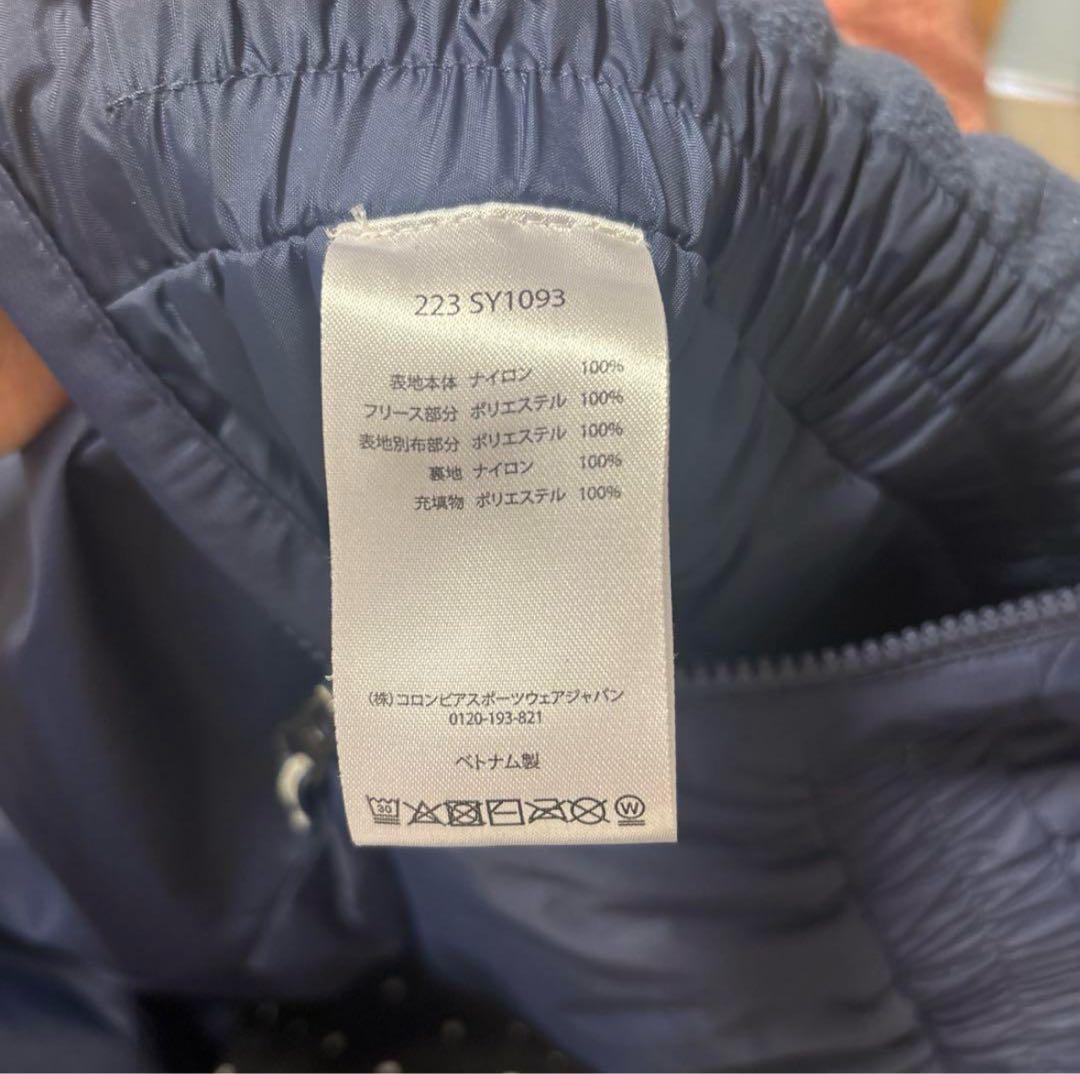 223 SY1093
表地本体 ナイロン 100%
フリース部分 ポリエステル 100%
表地別布部分 ポリエステル 100%
裏地 ナイロン 100%
充填物 ポリエステル 100%
(株)コロンビアスポーツウェアジャパン
0120-193-821
ベトナム製
30 W